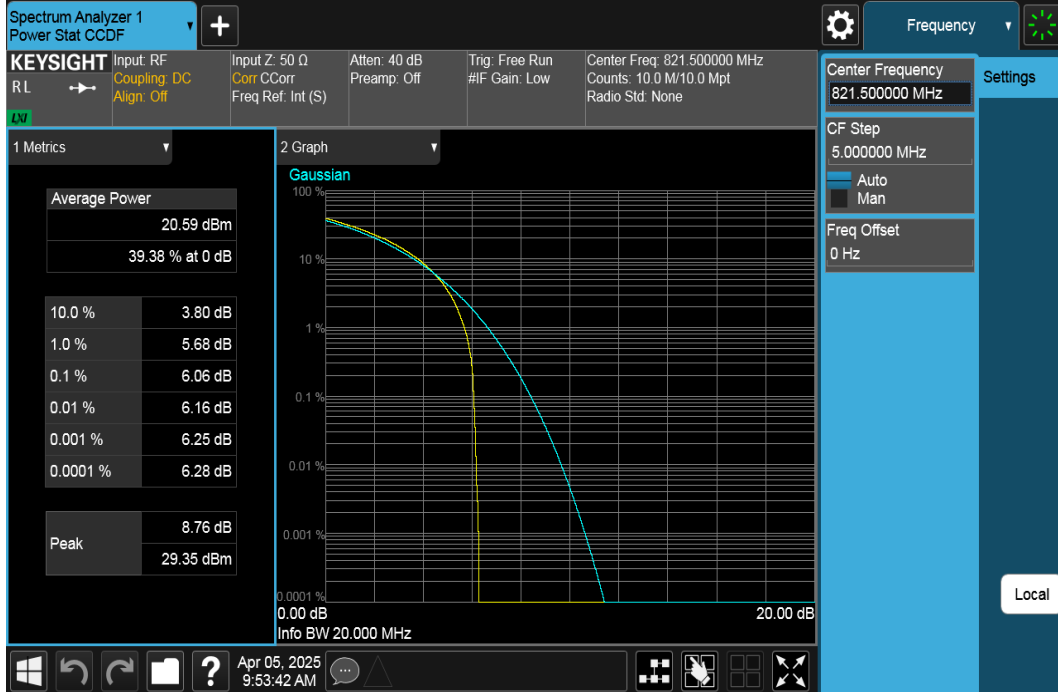 Spectrum Analyzer 1
Power Stat CCDF
Frequency
KEYSIGHT
R L
LXI
Input: RF
Coupling: DC
Align: Off
Input Z: 50 Ω
Corr CCorr
Freq Ref: Int (S)
Atten: 40 dB
Preamp: Off
Trig: Free Run
#IF Gain: Low
Center Freq: 821.500000 MHz
Counts: 10.0 M/10.0 Mpt
Radio Std: None
Center Frequency
821.500000 MHz
Settings
CF Step
5.000000 MHz
Auto
Man
Freq Offset
0 Hz
Local
1 Metrics
Average Power
20.59 dBm
39.38 % at 0 dB
10.0 % 3.80 dB
1.0 % 5.68 dB
0.1 % 6.06 dB
0.01 % 6.16 dB
0.001 % 6.25 dB
0.0001 % 6.28 dB
Peak
8.76 dB
29.35 dBm
2 Graph
Gaussian
100 %
10 %
1 %
0.1 %
0.01 %
0.001 %
0.0001 %
0.00 dB 20.00 dB
Info BW 20.000 MHz
?
Apr 05, 2025
9:53:42 AM